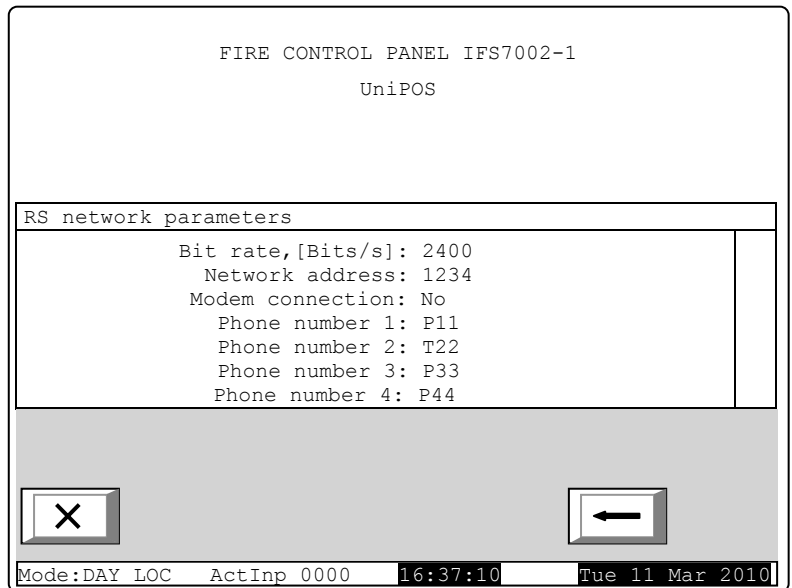 FIRE CONTROL PANEL IFS7002-1
UniPOS
RS network parameters
Bit rate,[Bits/s]: 2400
Network address: 1234
Modem connection: No
Phone number 1: P11
Phone number 2: T22
Phone number 3: P33
Phone number 4: P44
Mode:DAY LOC ActInp 0000 16:37:10 Tue 11 Mar 2010